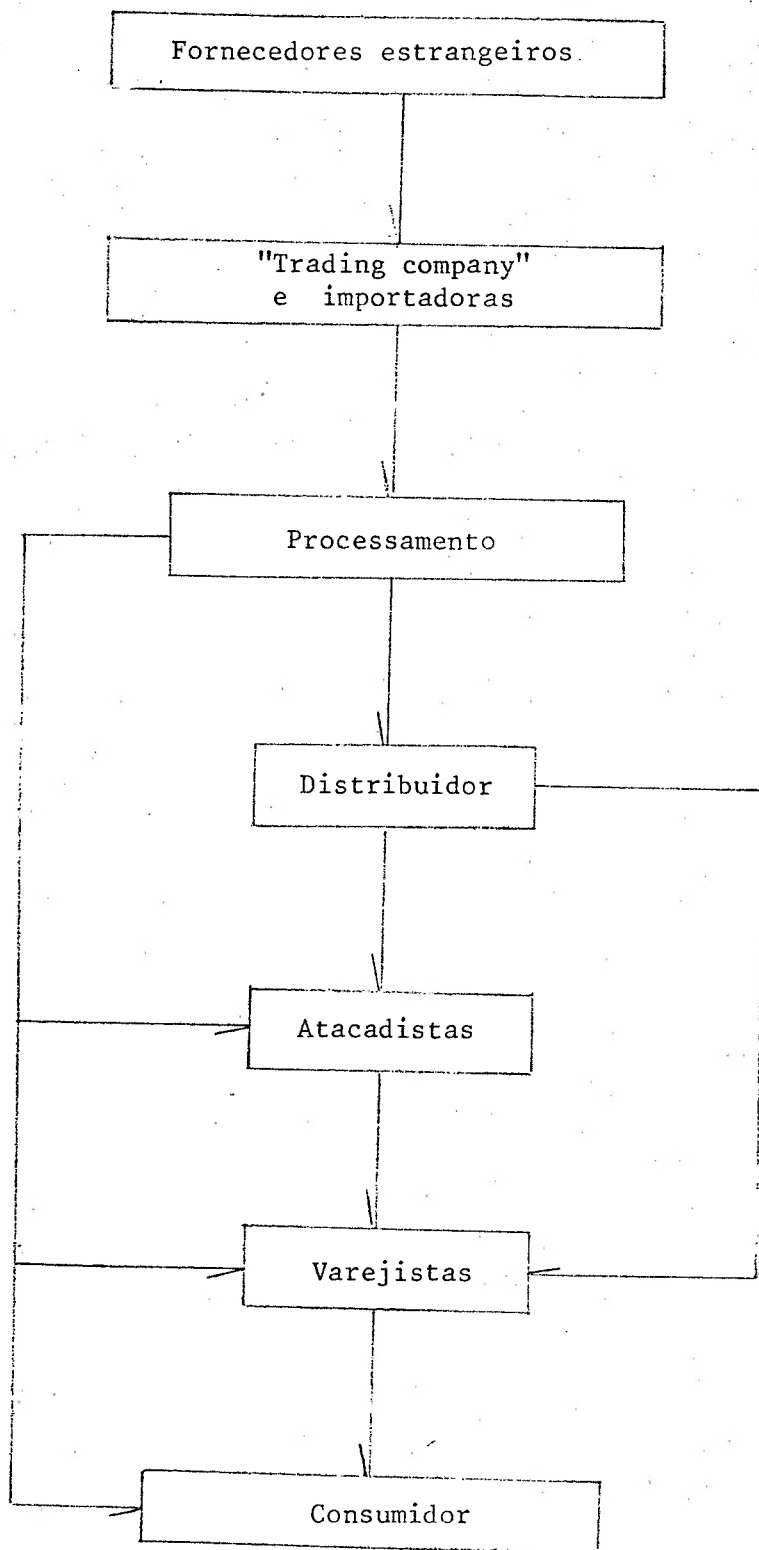 Fornecedores estrangeiros
"Trading company"
e importadoras
Processamento
Distribuidor
Atacadistas
Varejistas
Consumidor